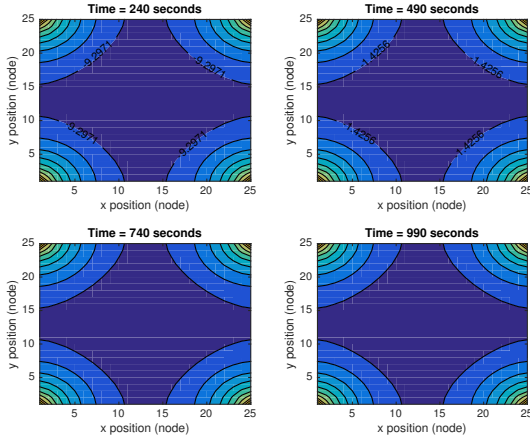 Time = 240 seconds
25
20
15
10
5
5 10 15 20 25
y position (node)
x position (node)
-9.2971
-9.2971
-9.2971
-9.2971
Time = 490 seconds
25
20
15
10
5
5 10 15 20 25
y position (node)
x position (node)
-1.4256
-1.4256
-1.4256
-1.4256
Time = 740 seconds
25
20
15
10
5
5 10 15 20 25
y position (node)
x position (node)
Time = 990 seconds
25
20
15
10
5
5 10 15 20 25
y position (node)
x position (node)